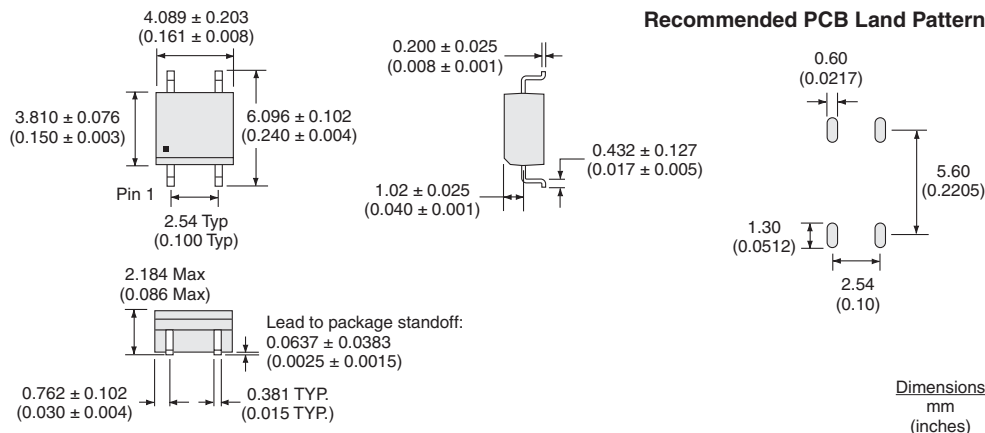 4.089 ± 0.203
(0.161 ± 0.008)
3.810 ± 0.076
(0.150 ± 0.003)
6.096 ± 0.102
(0.240 ± 0.004)
Pin 1
2.54 Typ
(0.100 Typ)
0.200 ± 0.025
(0.008 ± 0.001)
0.432 ± 0.127
(0.017 ± 0.005)
1.02 ± 0.025
(0.040 ± 0.001)
Recommended PCB Land Pattern
0.60
(0.0217)
5.60
(0.2205)
1.30
(0.0512)
2.54
(0.10)
2.184 Max
(0.086 Max)
Lead to package standoff:
0.0637 ± 0.0383
(0.0025 ± 0.0015)
0.762 ± 0.102
(0.030 ± 0.004)
0.381 TYP.
(0.015 TYP.)
Dimensions
mm
(inches)